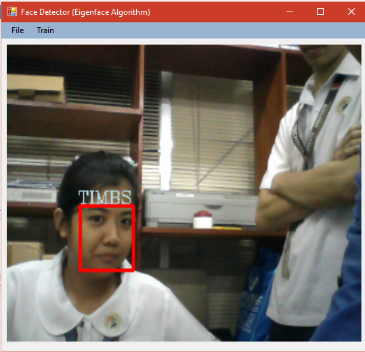 Face Detector (Eigenface Algorithm)
File Train
TIMBS